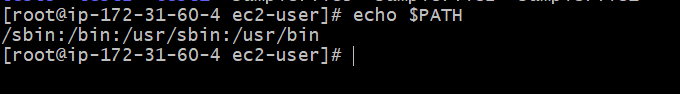 [root@ip-172-31-60-4 ec2-user]# echo $PATH
/sbin:/bin:/usr/sbin:/usr/bin
[root@ip-172-31-60-4 ec2-user]#